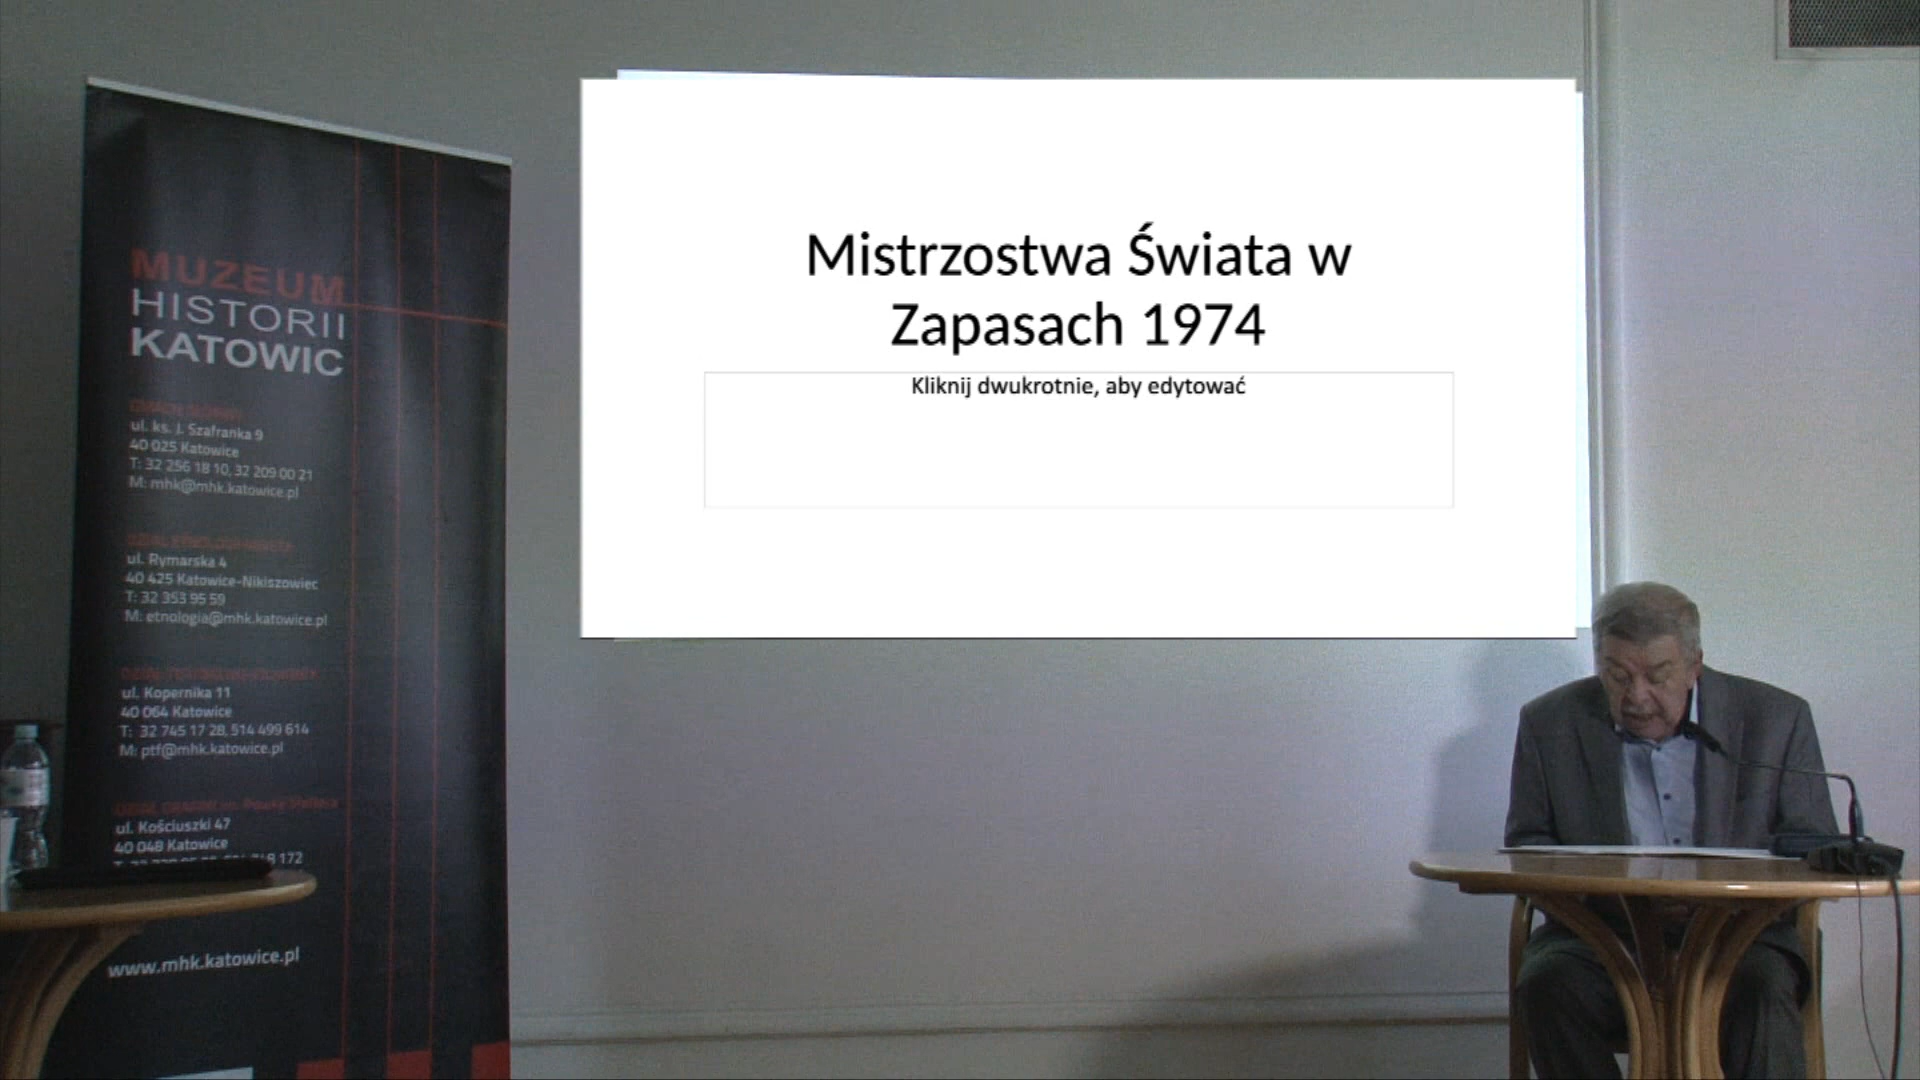 MUZEUM
HISTORII
KATOWIC
ul. ks. J. Szafranka 9
40 025 Katowice
T: 32 256 18 10, 32 209 00 21
M: mhk@mhk.katowice.pl
ul. Rymarska 4
40 425 Katowice-Nikiszowiec
T: 32 353 95 59
M: etnologia@mhk.katowice.pl
ul. Kopernika 11
40 064 Katowice
T: 32 745 17 28, 514 499 614
M: ptf@mhk.katowice.pl
ul. Kościuszki 47
40 048 Katowice
www.mhk.katowice.pl
Mistrzostwa Świata w
Zapasach 1974
Kliknij dwukrotnie, aby edytować